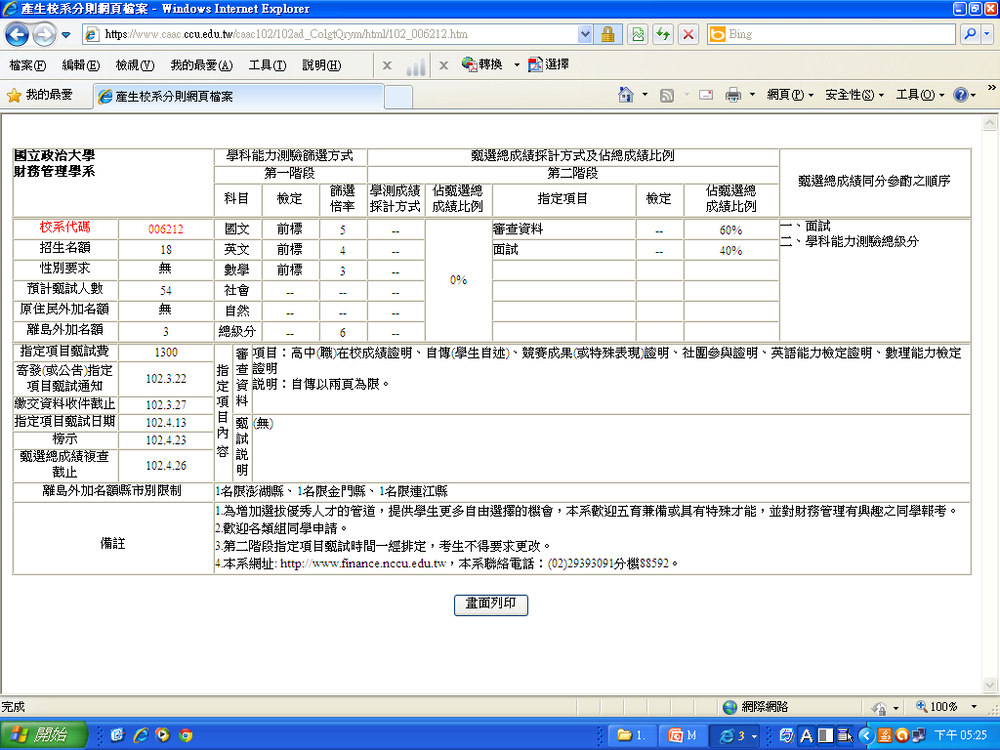 產生校系分則網頁檔案 - Windows Internet Explorer
https://www.caac.ccu.edu.tw/caac102/102ad_ColgtQrym/html/102_006212.htm
Bing
檔案(F) 編輯(E) 檢視(V) 我的最愛(A) 工具(T) 說明(H) 轉換 選擇
我的最愛 產生校系分則網頁檔案 網頁(P) 安全性(S) 工具(O) »
國立政治大學
財務管理學系
學科能力測驗篩選方式 甄選總成績採計方式及佔總成績比例 甄選總成績同分參酌之順序
第一階段 第二階段
科目 檢定 篩選倍率 學測成績採計方式 佔甄選總成績比例 指定項目 檢定 佔甄選總成績比例
校系代碼 006212 國文 前標 5 -- 0% 審查資料 -- 60% 一、面試
招生名額 18 英文 前標 4 -- 面試 -- 40% 二、學科能力測驗總級分
性別要求 無 數學 前標 3 --
預計甄試人數 54 社會 -- -- --
原住民外加名額 無 自然 -- -- --
離島外加名額 3 總級分 -- 6 --
指定項目甄試費 1300
寄發(或公告)指定項目甄試通知 102.3.22
繳交資料收件截止 102.3.27
指定項目甄試日期 102.4.13
榜示 102.4.23
甄選總成績複查截止 102.4.26
指定項目內容
審查資料
項目：高中(職)在校成績證明、自傳(學生自述)、競賽成果(或特殊表現)證明、社團參與證明、英語能力檢定證明、數理能力檢定
證明
說明：自傳以兩頁為限。
甄試說明
(無)
離島外加名額縣市別限制 1名限澎湖縣、1名限金門縣、1名限連江縣
備註
1.為增加選拔優秀人才的管道，提供學生更多自由選擇的機會，本系歡迎五育兼備或具有特殊才能，並對財務管理有興趣之同學報考。
2.歡迎各類組同學申請。
3.第二階段指定項目甄試時間一經排定，考生不得要求更改。
4.本系網址: http://www.finance.nccu.edu.tw，本系聯絡電話：(02)29393091分機88592。
畫面列印
完成 網際網路 100%
開始 1. M 3 A 下午 05:25